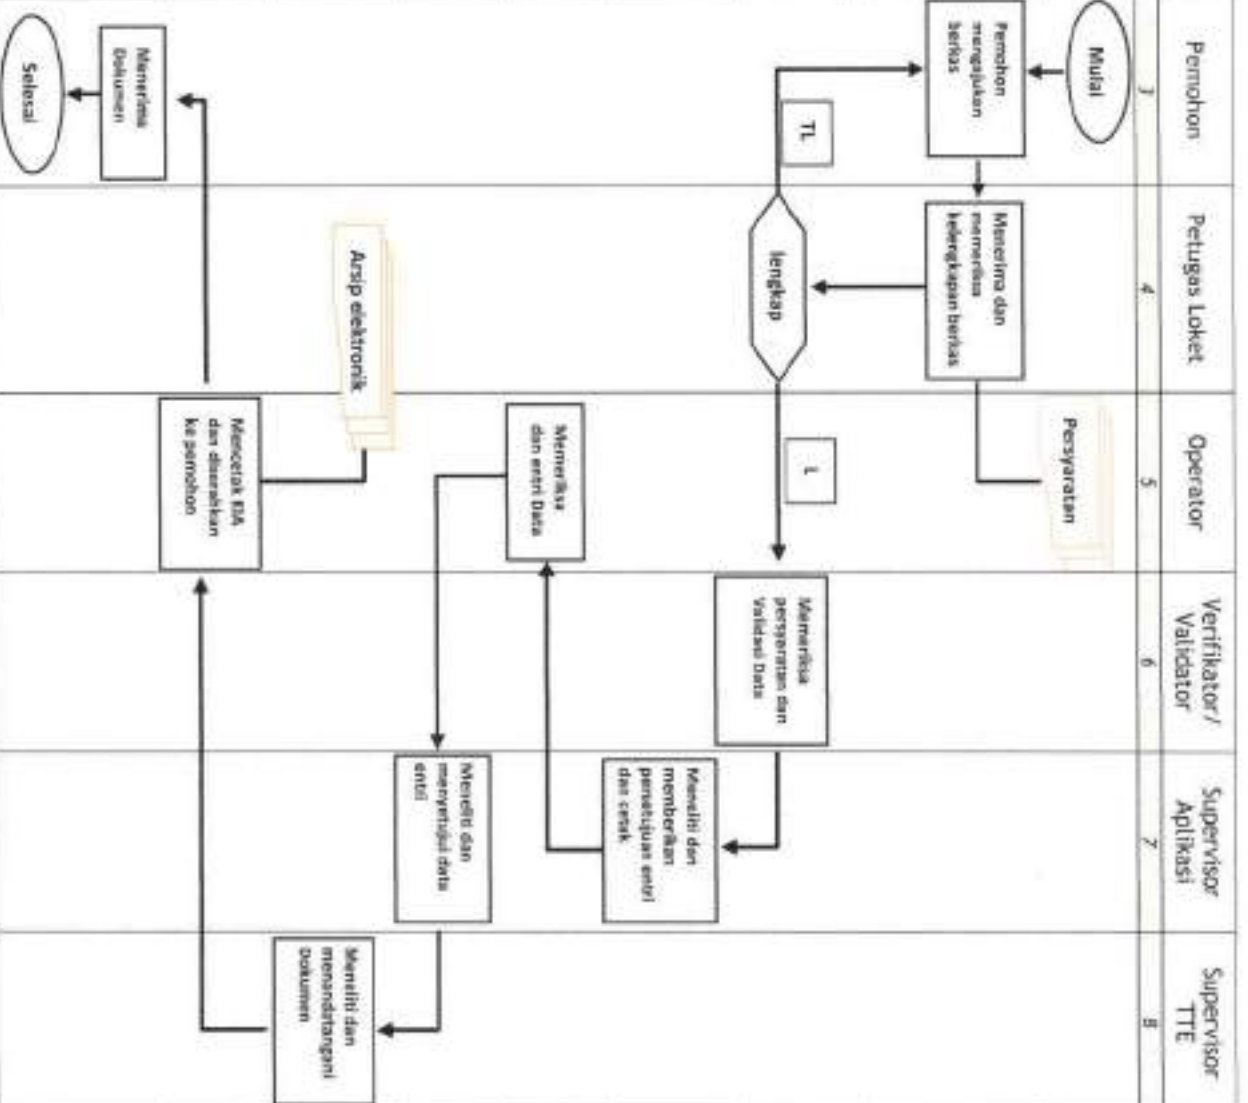 Pemohon
Petugas Loket
Operator
Verifikator/
Validator
Supervisor
Aplikasi
Supervisor
TTE
3
4
5
6
7
8
Mulai
Pemohon
mengajukan
berkas
Menerima dan
memeriksa
kelengkapan berkas
Persyaratan
TL
lengkap
L
Memeriksa
persyaratan dan
Validasi Data
Meneliti dan
memberikan
persetujuan entri
dan cetak
Memeriksa
dan entri Data
Meneliti dan
menyetujui data
entri
Meneliti dan
menandatangani
Dokumen
Arsip elektronik
Mencetak KIA
dan diserahkan
ke pemohon
Menerima
Dokumen
Selesai